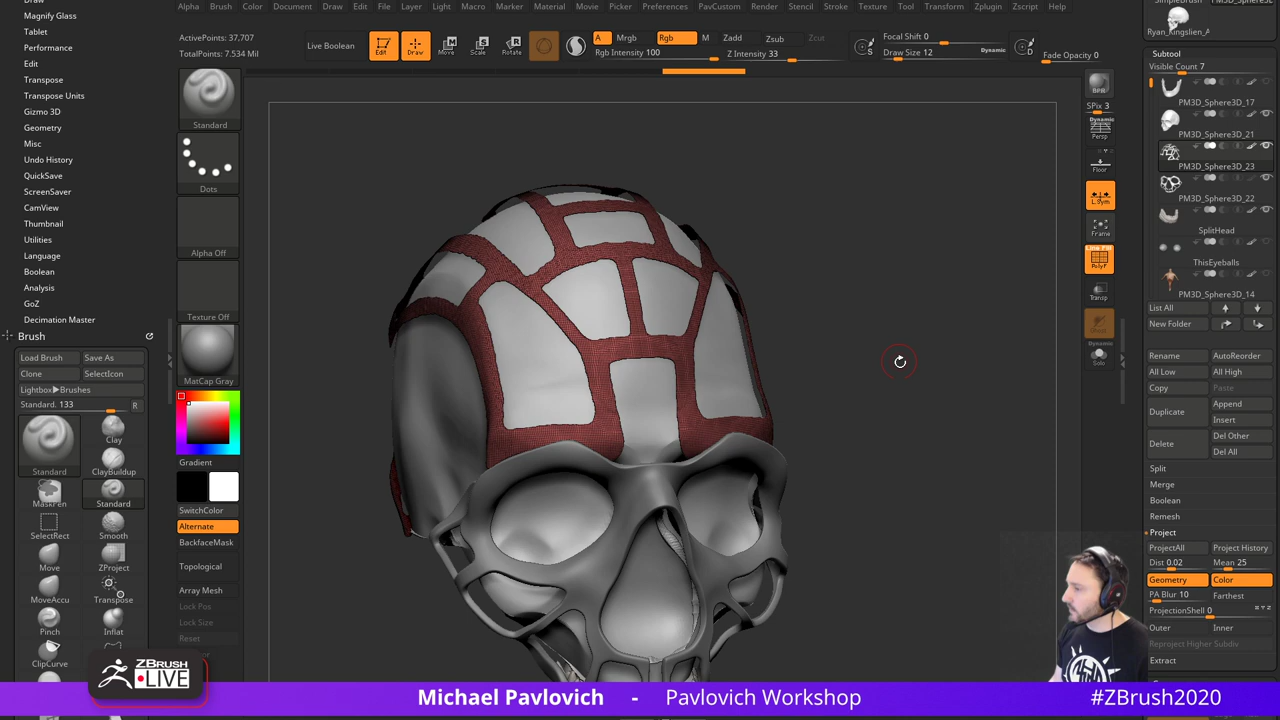 Alpha Brush Color Document Draw Edit File Layer Light Macro Marker Material Movie Picker Preferences PavCustom Render Stencil Stroke Texture Tool Transform Zplugin Zscript Help
Tablet
Performance
Edit
Transpose
Transpose Units
Gizmo 3D
Geometry
Misc
Undo History
QuickSave
ScreenSaver
CamView
Thumbnail
Utilities
Language
Boolean
Analysis
GoZ
Decimation Master
Brush
Load Brush Save As
Clone SelectIcon
Lightbox▶Brushes
Standard. 133 R
Standard
Clay
ClayBuildup
MaskPen Standard
SelectRect Smooth
Move ZProject
MoveAccu Transpose
Pinch Inflat
ClipCurve
ActivePoints: 37,707
TotalPoints: 7.534 Mil
Live Boolean
Edit Draw Move Scale Rotate
A Mrgb Rgb M Zadd Zsub Zcut
Rgb Intensity 100 Z Intensity 33
Focal Shift 0
Draw Size 12 Dynamic
S
D
Fade Opacity 0
Standard
Dots
Alpha Off
Texture Off
MatCap Gray
Gradient
SwitchColor
Alternate
BackfaceMask
Topological
Array Mesh
Lock Pos
Lock Size
Reset
BPR
SPix 3
Dynamic
Persp
Floor
L.Sym
Frame
Line Fill
PolyF
Transp
Dynamic
Solo
Ryan_Kingslien_A
Subtool
Visible Count 7
PM3D_Sphere3D_17
PM3D_Sphere3D_21
PM3D_Sphere3D_23
PM3D_Sphere3D_22
SplitHead
ThisEyeballs
PM3D_Sphere3D_14
List All
New Folder
Rename AutoReorder
All Low All High
Copy Paste
Duplicate Append
Insert
Delete Del Other
Del All
Split
Merge
Boolean
Remesh
Project
ProjectAll Project History
Dist 0.02 Mean 25
Geometry Color
PA Blur 10 Farthest
ProjectionShell 0
Outer Inner
Reproject Higher Subdiv
Extract
ZBRUSH
LIVE
Michael Pavlovich - Pavlovich Workshop #ZBrush2020